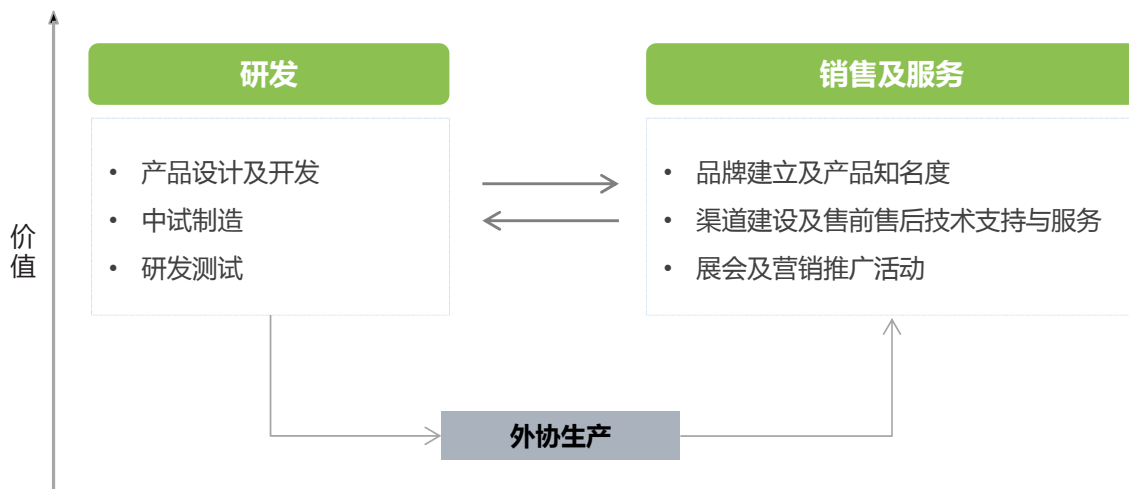 研发
销售及服务
• 产品设计及开发
• 中试制造
• 研发测试
• 品牌建立及产品知名度
• 渠道建设及售前售后技术支持与服务
• 展会及营销推广活动
价值
外协生产